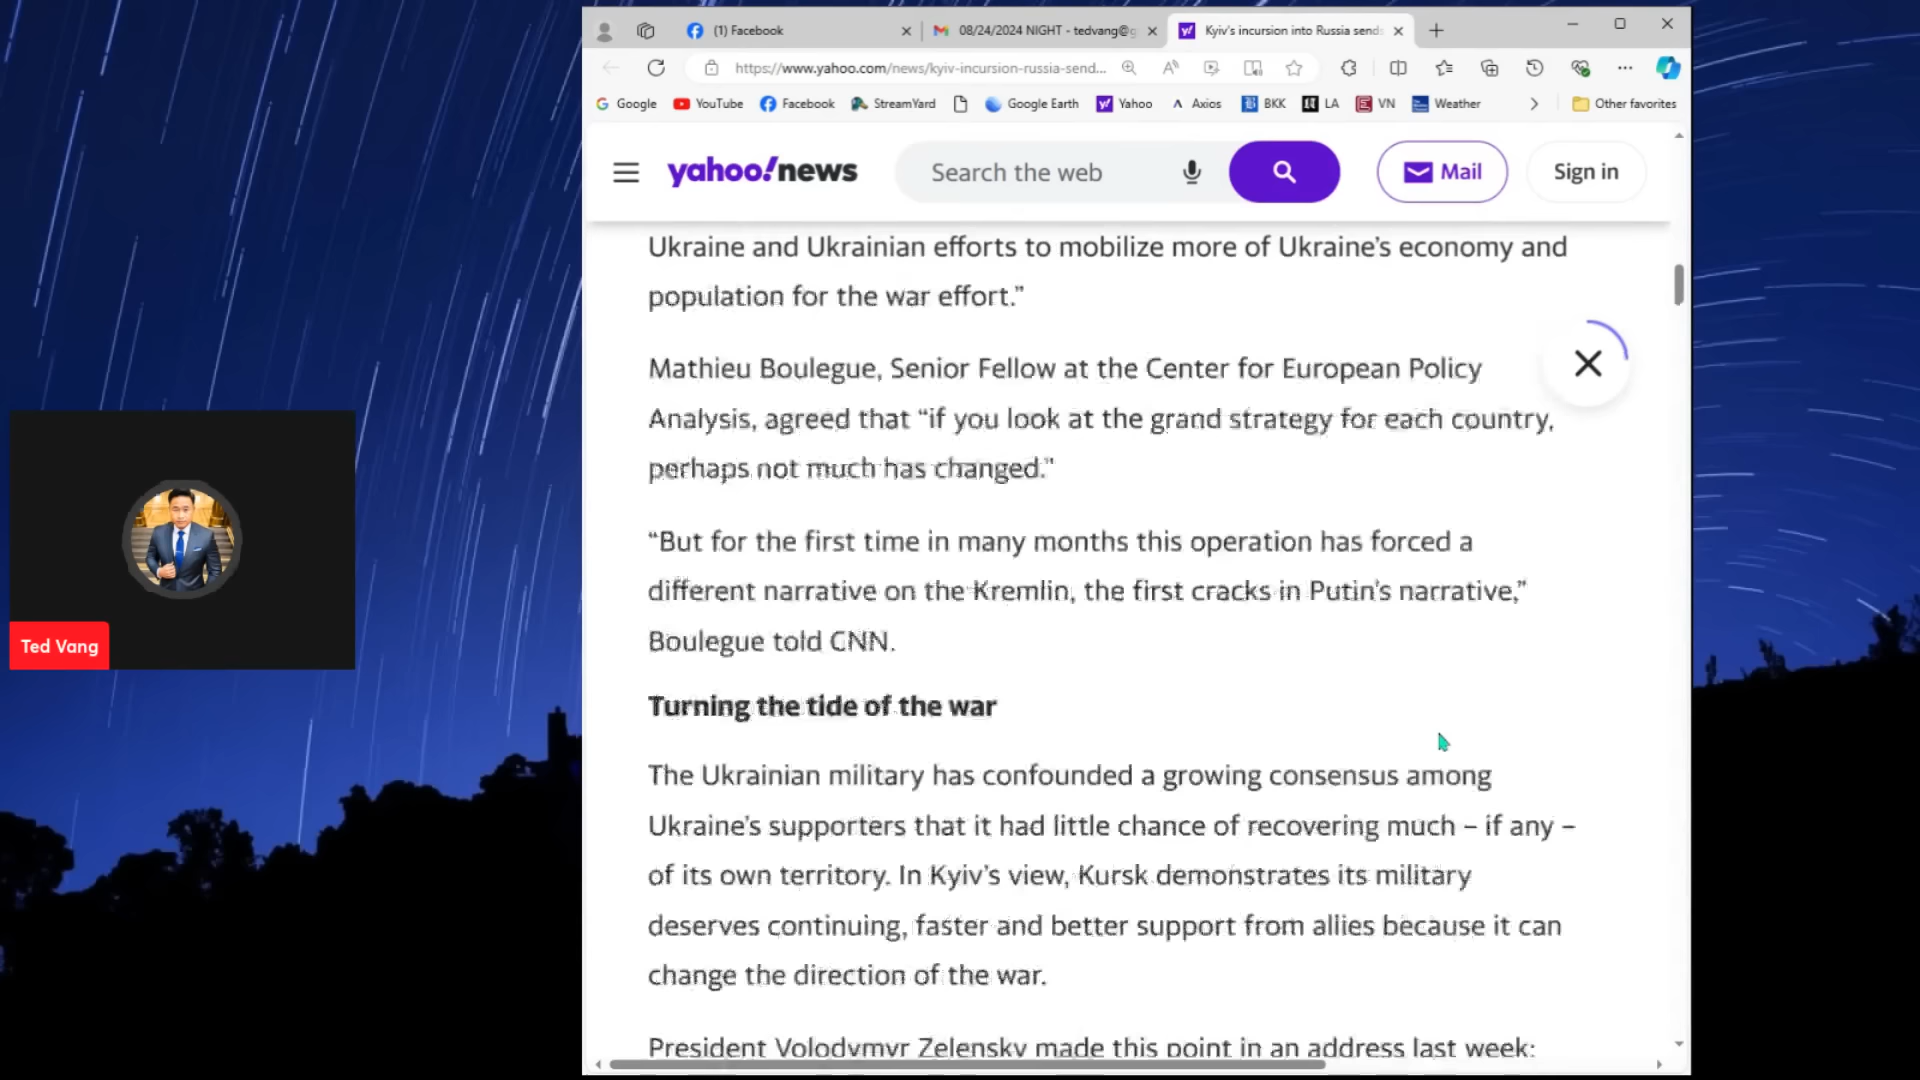 (1) Facebook
08/24/2024 NIGHT - tedvang@g
Kyiv's incursion into Russia send
https://www.yahoo.com/news/kyiv-incursion-russia-send...
Google
YouTube
Facebook
StreamYard
Google Earth
Yahoo
Axios
BKK
LA
VN
Weather
Other favorites
yahoo!news
Search the web
Mail
Sign in
Ukraine and Ukrainian efforts to mobilize more of Ukraine's economy and
population for the war effort.”
Mathieu Boulegue, Senior Fellow at the Center for European Policy
Analysis, agreed that “if you look at the grand strategy for each country,
perhaps not much has changed.”
“But for the first time in many months this operation has forced a
different narrative on the Kremlin, the first cracks in Putin's narrative,”
Boulegue told CNN.
Turning the tide of the war
The Ukrainian military has confounded a growing consensus among
Ukraine's supporters that it had little chance of recovering much – if any –
of its own territory. In Kyiv's view, Kursk demonstrates its military
deserves continuing, faster and better support from allies because it can
change the direction of the war.
President Volodymyr Zelensky made this point in an address last week:
Ted Vang